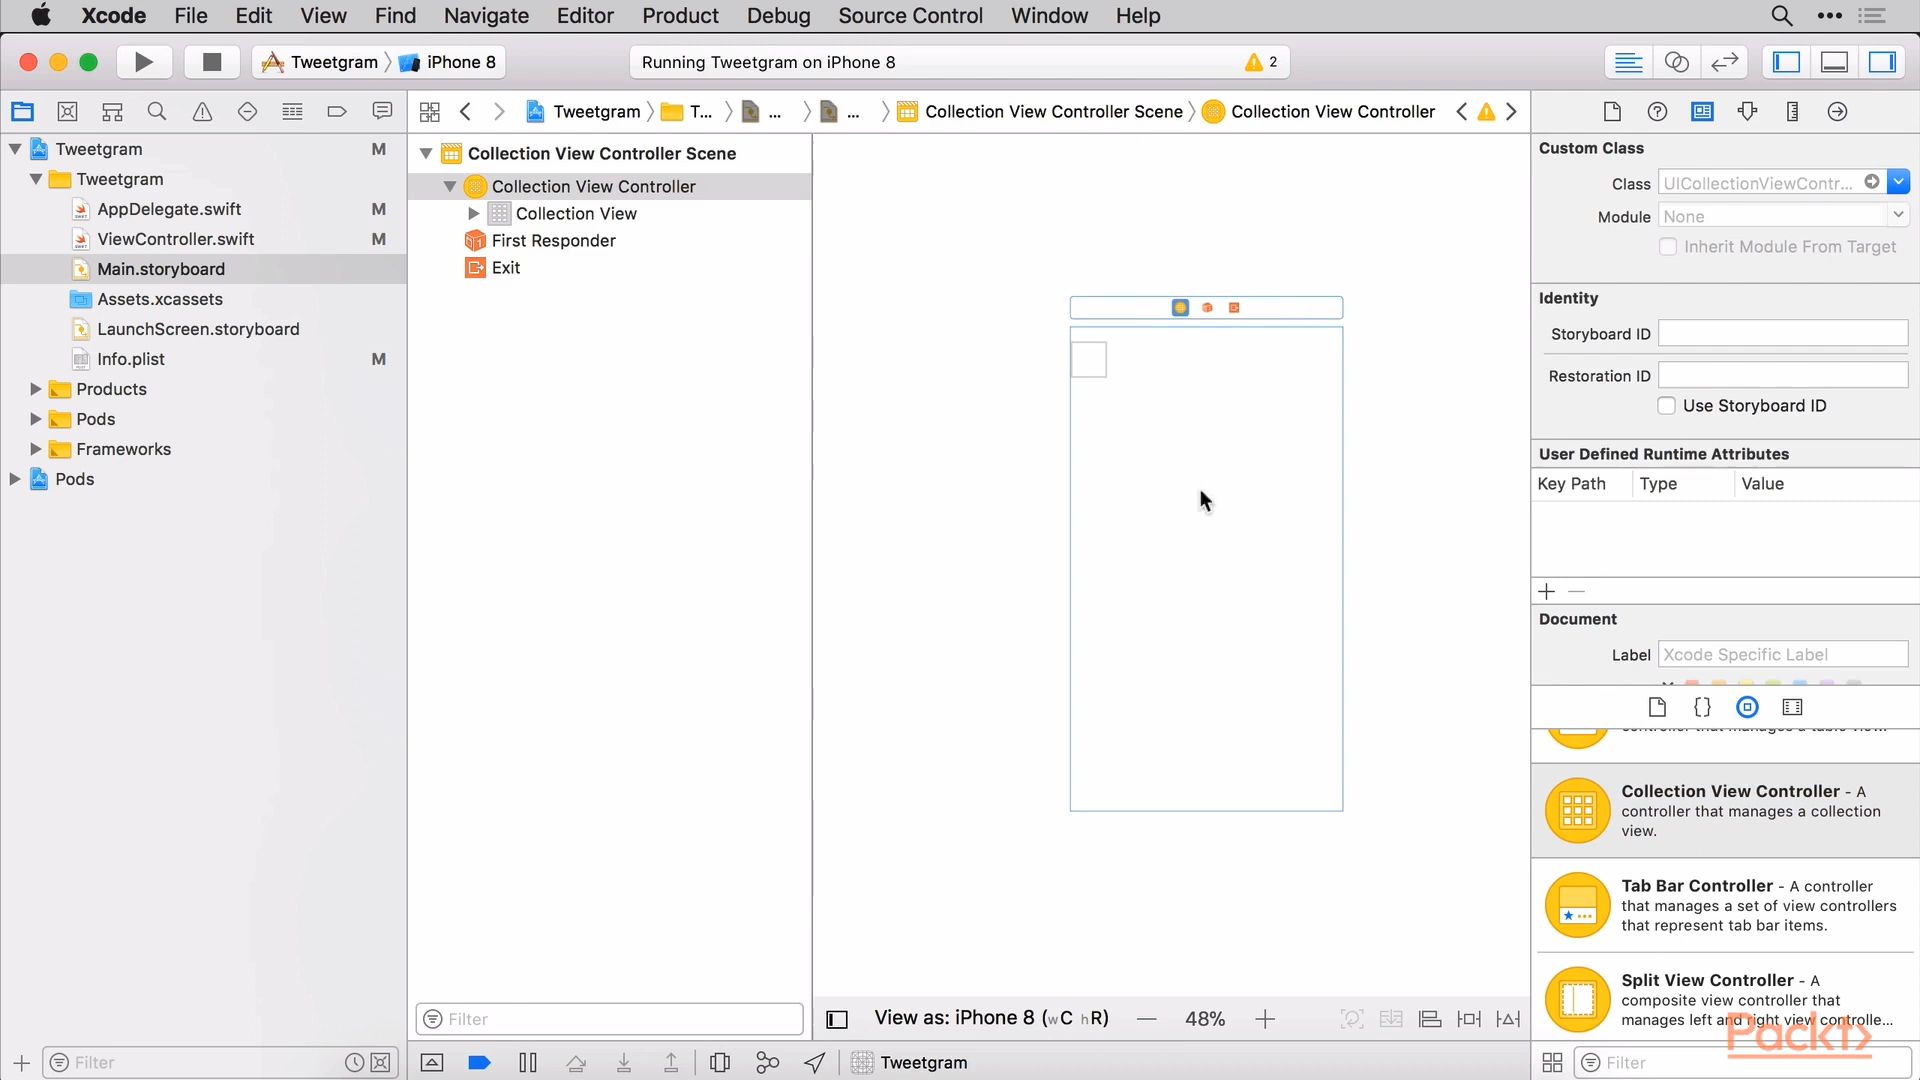 Xcode File Edit View Find Navigate Editor Product Debug Source Control Window Help
Tweetgram iPhone 8
Running Tweetgram on iPhone 8
2
Tweetgram T... ... ... Collection View Controller Scene Collection View Controller
Tweetgram M
Tweetgram
AppDelegate.swift M
ViewController.swift M
Main.storyboard
Assets.xcassets
LaunchScreen.storyboard
Info.plist M
Products
Pods
Frameworks
Pods
Filter
Collection View Controller Scene
Collection View Controller
Collection View
First Responder
Exit
Filter
View as: iPhone 8 (wC hR)
48%
Tweetgram
Custom Class
Class UICollectionViewContr...
Module None
Inherit Module From Target
Identity
Storyboard ID
Restoration ID
Use Storyboard ID
User Defined Runtime Attributes
Key Path Type Value
Document
Label Xcode Specific Label
controller that manages a table vie...
Collection View Controller - A
controller that manages a collection
view.
Tab Bar Controller - A controller
that manages a set of view controllers
that represent tab bar items.
Split View Controller - A
composite view controller that
manages left and right view controlle...
Packt>
Filter